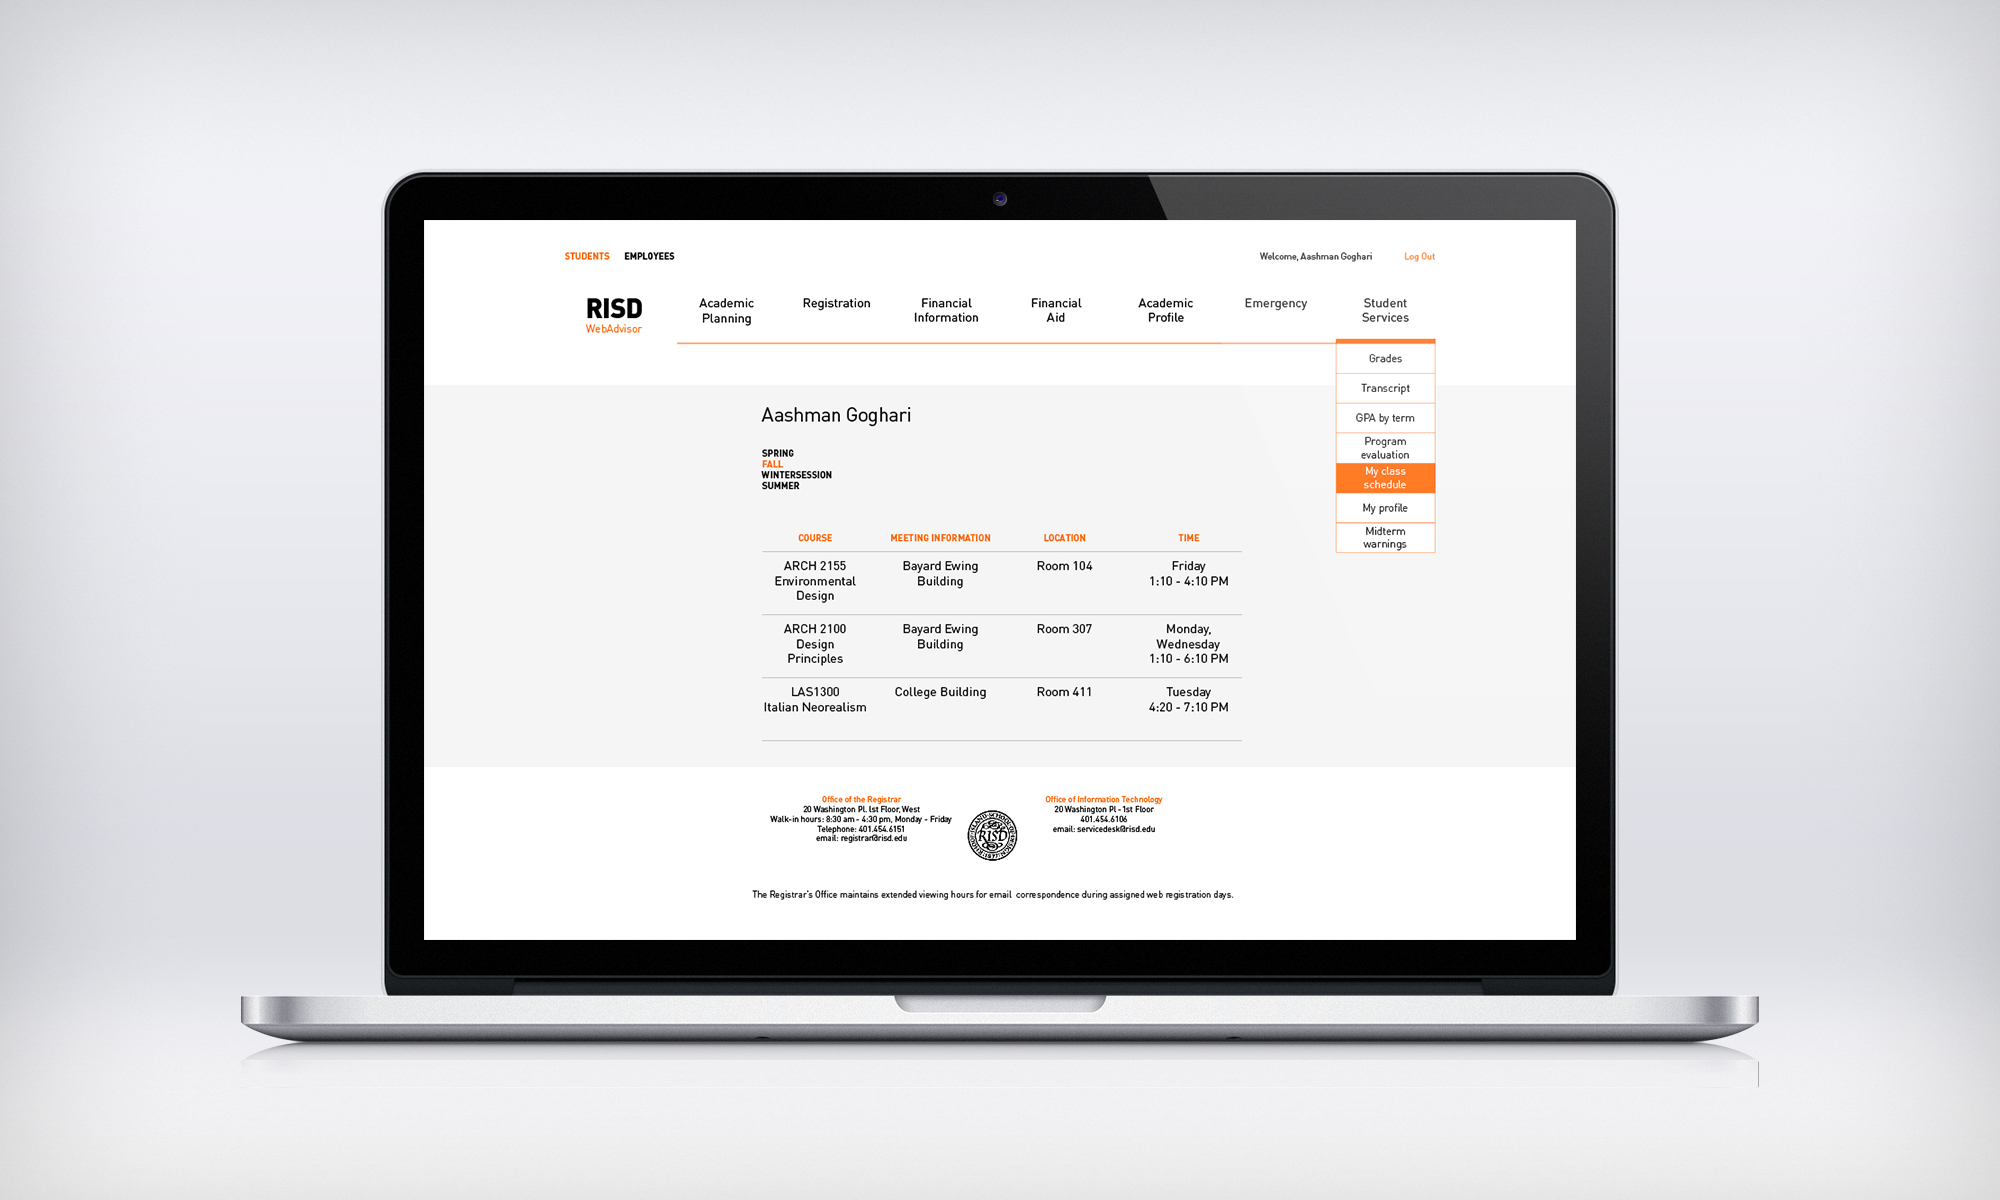 STUDENTS EMPLOYEES Welcome, Aashman Goghari Log Out
RISD
WebAdvisor
Academic
Planning
Registration
Financial
Information
Financial
Aid
Academic
Profile
Emergency
Student
Services
Grades
Transcript
GPA by term
Program
evaluation
My class
schedule
My profile
Midterm
warnings
Aashman Goghari
SPRING
FALL
WINTERSESSION
SUMMER
COURSE MEETING INFORMATION LOCATION TIME
ARCH 2155
Environmental
Design
Bayard Ewing
Building
Room 104
Friday
1:10 - 4:10 PM
ARCH 2100
Design
Principles
Bayard Ewing
Building
Room 307
Monday,
Wednesday
1:10 - 6:10 PM
LAS1300
Italian Neorealism
College Building
Room 411
Tuesday
4:20 - 7:10 PM
Office of the Registrar
20 Washington Pl. lst Floor, West
Walk-in hours: 8:30 am - 4:30 pm, Monday - Friday
Telephone: 401.454.6151
email: registrar@risd.edu
RISD
Office of Information Technology
20 Washington Pl - 1st Floor
401.454.6106
email: servicedesk@risd.edu
The Registrar's Office maintains extended viewing hours for email correspondence during assigned web registration days.